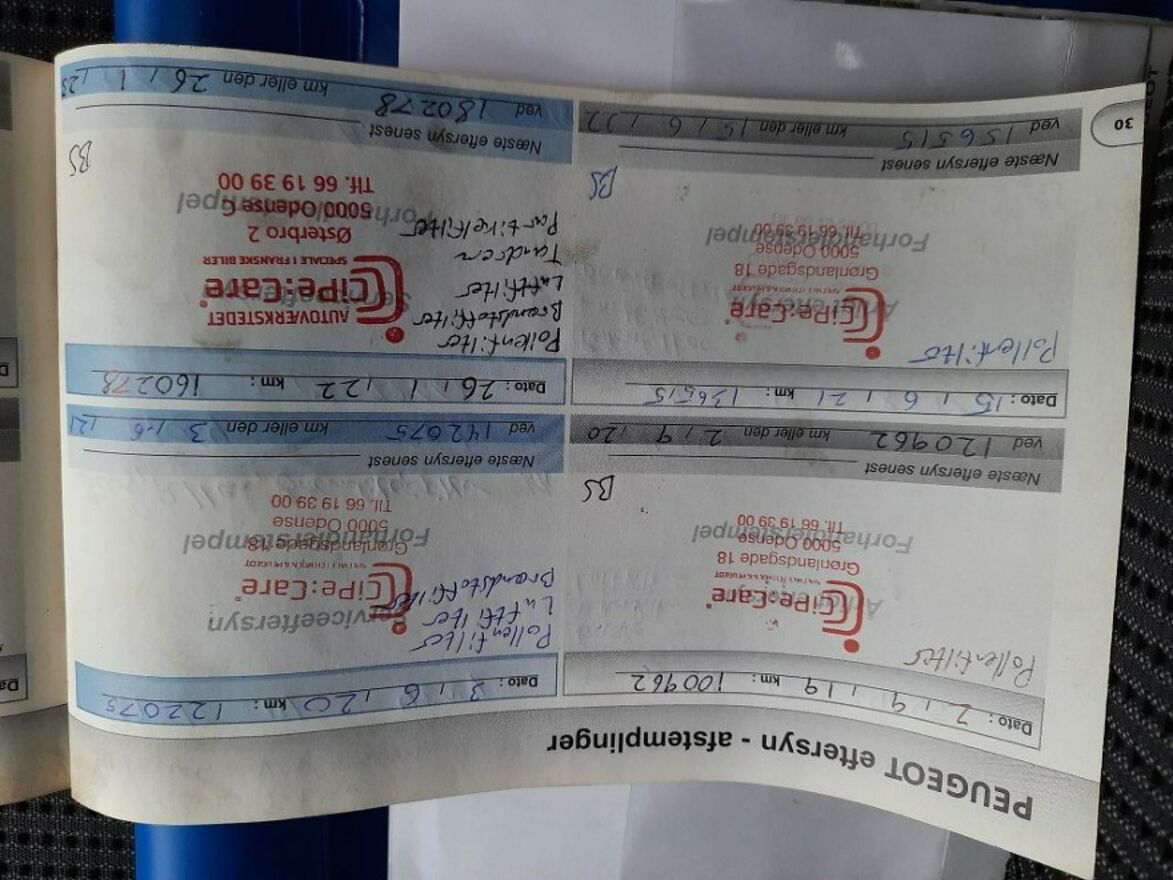 PEUGEOT eftersyn - afstemplinger
Dato : 2 , 9 , 19 km : 100962
Pollenfilter
CiPe:Care
Grønlandsgade 18
5000 Odense
Tlf. 66 19 39 00
Forhandlerstempel
BS
Næste eftersyn senest
ved 120962 km eller den 2 , 9 , 20
Dato : 3 , 6 , 20 km : 122075
Pollenfilter
Luftfilter
Brændstoffilter
Serviceeftersyn
CiPe:Care
Grønlandsgade 18
5000 Odense
Tlf. 66 19 39 00
Forhandlerstempel
Næste eftersyn senest
ved 142075 km eller den 3 , 6 , 21
Dato : 15 , 6 , 21 km : 136515
Pollenfilter
CiPe:Care
Grønlandsgade 18
5000 Odense
Tlf. 66 19 39 00
Forhandlerstempel
BS
Næste eftersyn senest
ved 156515 km eller den 15 , 6 , 22
Dato : 26 , 1 , 22 km : 160278
Pollenfilter
Brændstoffilter
Luftfilter
Tandrem
Partikelfilter
AUTOVÆRKSTEDET
CiPe:Care
SPECIALE I FRANSKE BILER
Østerbro 2
5000 Odense C
Tlf. 66 19 39 00
Forhandlerstempel
BS
Næste eftersyn senest
ved 180278 km eller den 26 , 1 , 23
30